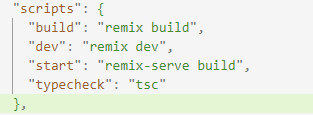 "scripts": {
"build": "remix build",
"dev": "remix dev",
"start": "remix-serve build",
"typecheck": "tsc"
},